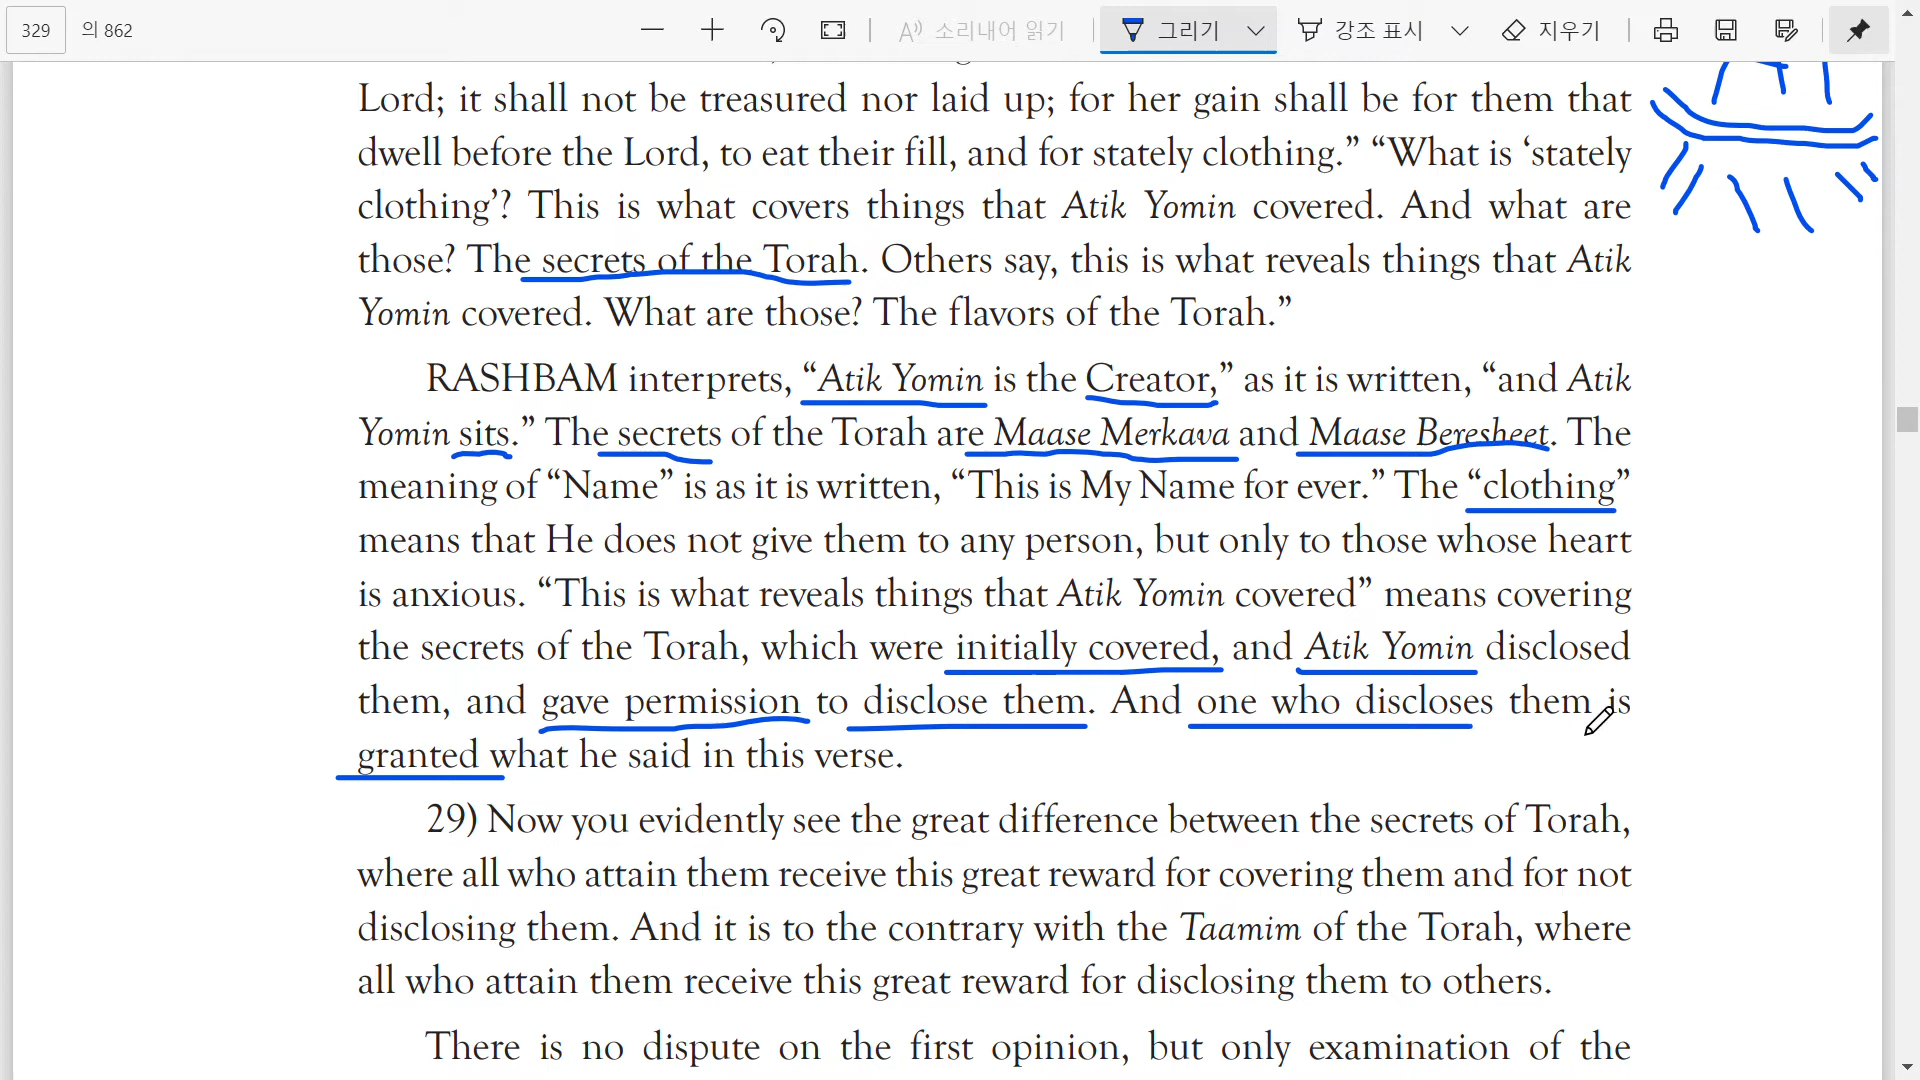 329 의 862 소리내어 읽기 그리기 강조 표시 지우기
Lord; it shall not be treasured nor laid up; for her gain shall be for them that
dwell before the Lord, to eat their fill, and for stately clothing.” “What is ‘stately
clothing’? This is what covers things that Atik Yomin covered. And what are
those? The secrets of the Torah. Others say, this is what reveals things that Atik
Yomin covered. What are those? The flavors of the Torah.”
RASHBAM interprets, “Atik Yomin is the Creator,” as it is written, “and Atik
Yomin sits.” The secrets of the Torah are Maase Merkava and Maase Beresheet. The
meaning of “Name” is as it is written, “This is My Name for ever.” The “clothing”
means that He does not give them to any person, but only to those whose heart
is anxious. “This is what reveals things that Atik Yomin covered” means covering
the secrets of the Torah, which were initially covered, and Atik Yomin disclosed
them, and gave permission to disclose them. And one who discloses them is
granted what he said in this verse.
29) Now you evidently see the great difference between the secrets of Torah,
where all who attain them receive this great reward for covering them and for not
disclosing them. And it is to the contrary with the Taamim of the Torah, where
all who attain them receive this great reward for disclosing them to others.
There is no dispute on the first opinion, but only examination of the